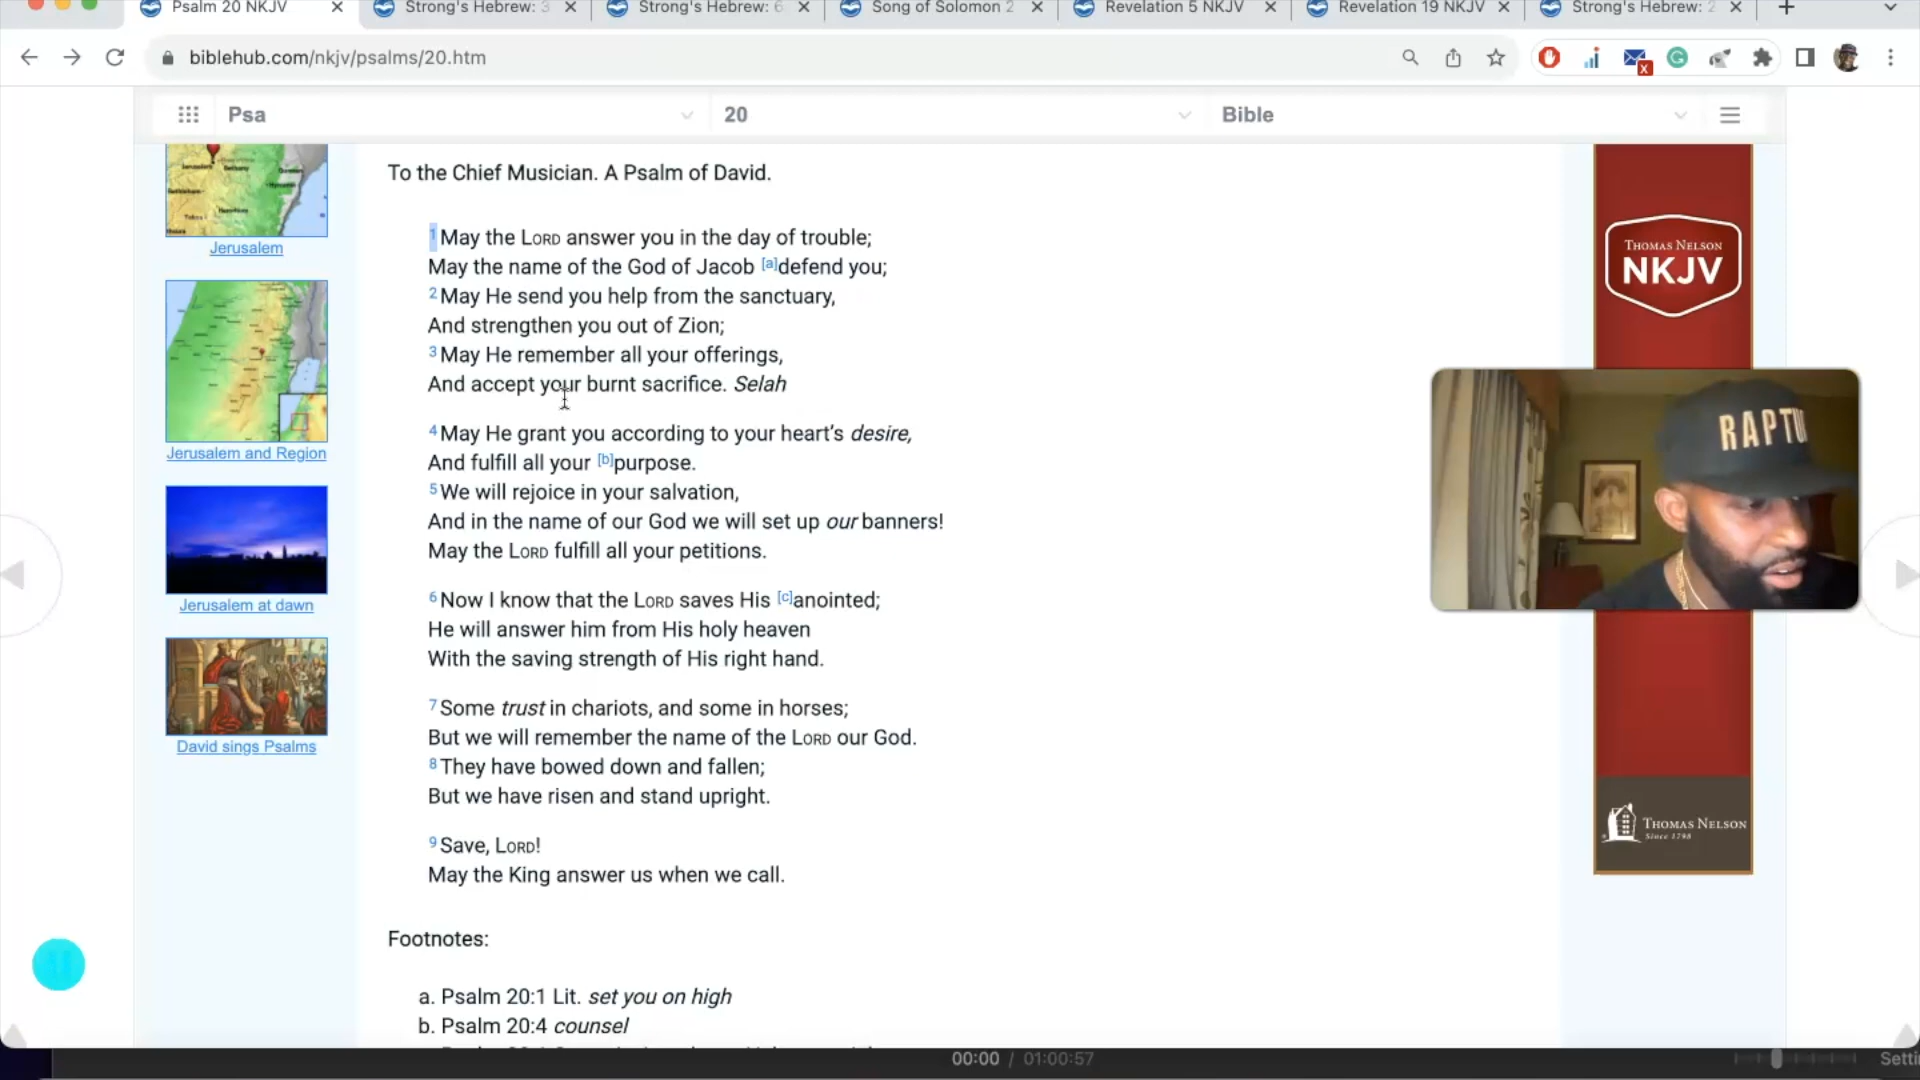 Psalm 20 NKJV
Strong's Hebrew: 3
Strong's Hebrew: 6
Song of Solomon 2
Revelation 5 NKJV
Revelation 19 NKJV
Strong's Hebrew: 2
biblehub.com/nkjv/psalms/20.htm
Psa
20
Bible
To the Chief Musician. A Psalm of David.
1 May the LORD answer you in the day of trouble;
May the name of the God of Jacob [a]defend you;
2 May He send you help from the sanctuary,
And strengthen you out of Zion;
3 May He remember all your offerings,
And accept your burnt sacrifice. Selah
4 May He grant you according to your heart’s desire,
And fulfill all your [b]purpose.
5 We will rejoice in your salvation,
And in the name of our God we will set up our banners!
May the LORD fulfill all your petitions.
6 Now I know that the LORD saves His [c]anointed;
He will answer him from His holy heaven
With the saving strength of His right hand.
7 Some trust in chariots, and some in horses;
But we will remember the name of the LORD our God.
8 They have bowed down and fallen;
But we have risen and stand upright.
9 Save, LORD!
May the King answer us when we call.
Footnotes:
a. Psalm 20:1 Lit. set you on high
b. Psalm 20:4 counsel
Jerusalem
Jerusalem and Region
Jerusalem at dawn
David sings Psalms
THOMAS NELSON
NKJV
RAPTU
THOMAS NELSON
Since 1798
00:00 / 01:00:57
Setti